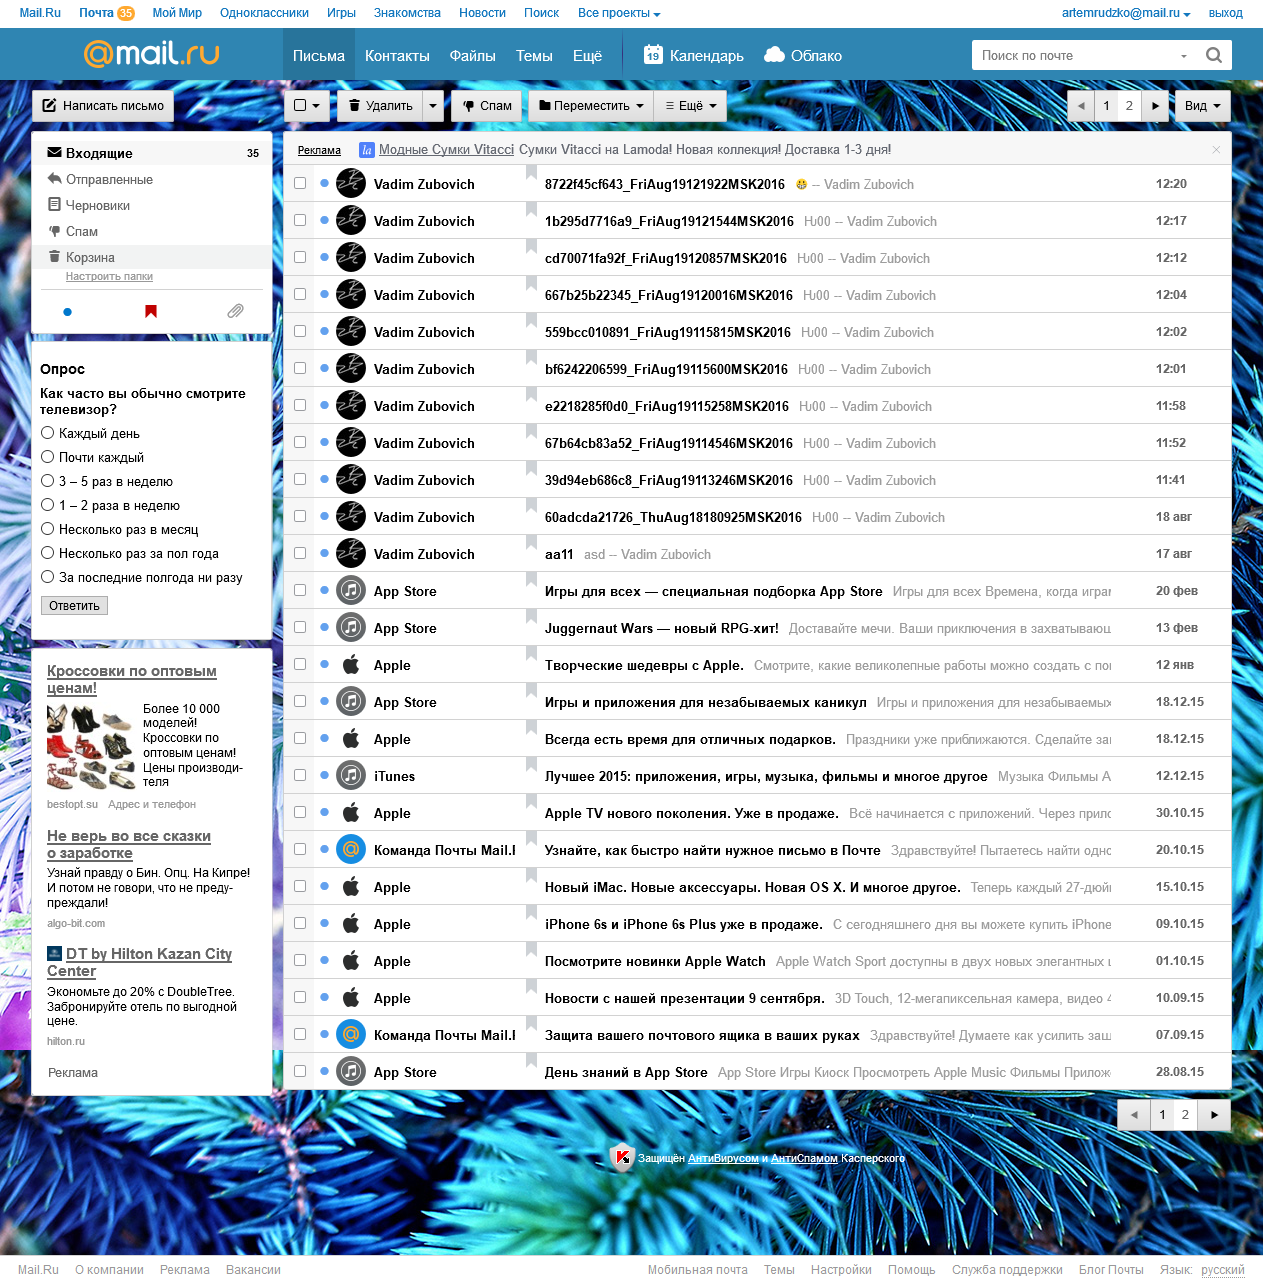 Mail.Ru Почта 35 Мой Мир Одноклассники Игры Знакомства Новости Поиск Все проекты artemrudzko@mail.ru выход
@mail.ru Письма Контакты Файлы Темы Ещё 19 Календарь Облако Поиск по почте
Написать письмо Удалить Спам Переместить Ещё 1 2 Вид
Входящие 35
Отправленные
Черновики
Спам
Корзина
Настроить папки
Опрос
Как часто вы обычно смотрите
телевизор?
Каждый день
Почти каждый
3 – 5 раз в неделю
1 – 2 раза в неделю
Несколько раз в месяц
Несколько раз за пол года
За последние полгода ни разу
Ответить
Кроссовки по оптовым
ценам!
Более 10 000
моделей!
Кроссовки по
оптовым ценам!
Цены производи-
теля
bestopt.su Адрес и телефон
Не верь во все сказки
о заработке
Узнай правду о Бин. Опц. На Кипре!
И потом не говори, что не преду-
преждали!
algo-bit.com
DT by Hilton Kazan City
Center
Экономьте до 20% с DoubleTree.
Забронируйте отель по выгодной
цене.
hilton.ru
Реклама
Реклама la Модные Сумки Vitacci Сумки Vitacci на Lamoda! Новая коллекция! Доставка 1-3 дня!
Vadim Zubovich 8722f45cf643_FriAug19121922MSK2016 -- Vadim Zubovich 12:20
Vadim Zubovich 1b295d7716a9_FriAug19121544MSK2016 Њ00 -- Vadim Zubovich 12:17
Vadim Zubovich cd70071fa92f_FriAug19120857MSK2016 Њ00 -- Vadim Zubovich 12:12
Vadim Zubovich 667b25b22345_FriAug19120016MSK2016 Њ00 -- Vadim Zubovich 12:04
Vadim Zubovich 559bcc010891_FriAug19115815MSK2016 Њ00 -- Vadim Zubovich 12:02
Vadim Zubovich bf6242206599_FriAug19115600MSK2016 Њ00 -- Vadim Zubovich 12:01
Vadim Zubovich e2218285f0d0_FriAug19115258MSK2016 Њ00 -- Vadim Zubovich 11:58
Vadim Zubovich 67b64cb83a52_FriAug19114546MSK2016 Њ00 -- Vadim Zubovich 11:52
Vadim Zubovich 39d94eb686c8_FriAug19113246MSK2016 Њ00 -- Vadim Zubovich 11:41
Vadim Zubovich 60adcda21726_ThuAug18180925MSK2016 Њ00 -- Vadim Zubovich 18 авг
Vadim Zubovich aa11 asd -- Vadim Zubovich 17 авг
App Store Игры для всех — специальная подборка App Store Игры для всех Времена, когда играм 20 фев
App Store Juggernaut Wars — новый RPG-хит! Доставайте мечи. Ваши приключения в захватывающ 13 фев
Apple Творческие шедевры с Apple. Смотрите, какие великолепные работы можно создать с по 12 янв
App Store Игры и приложения для незабываемых каникул Игры и приложения для незабываемых 18.12.15
Apple Всегда есть время для отличных подарков. Праздники уже приближаются. Сделайте за 18.12.15
iTunes Лучшее 2015: приложения, игры, музыка, фильмы и многое другое Музыка Фильмы A 12.12.15
Apple Apple TV нового поколения. Уже в продаже. Всё начинается с приложений. Через прило 30.10.15
Команда Почты Mail.R Узнайте, как быстро найти нужное письмо в Почте Здравствуйте! Пытаетесь найти одно 20.10.15
Apple Новый iMac. Новые аксессуары. Новая OS X. И многое другое. Теперь каждый 27-дюйм 15.10.15
Apple iPhone 6s и iPhone 6s Plus уже в продаже. С сегодняшнего дня вы можете купить iPhone 09.10.15
Apple Посмотрите новинки Apple Watch Apple Watch Sport доступны в двух новых элегантных ц 01.10.15
Apple Новости с нашей презентации 9 сентября. 3D Touch, 12-мегапиксельная камера, видео 4 10.09.15
Команда Почты Mail.R Защита вашего почтового ящика в ваших руках Здравствуйте! Думаете как усилить защ 07.09.15
App Store День знаний в App Store App Store Игры Киоск Просмотреть Apple Music Фильмы Прилож 28.08.15
1 2
Защищён АнтиВирусом и АнтиСпамом Касперского
Mail.Ru О компании Реклама Вакансии Мобильная почта Темы Настройки Помощь Служба поддержки Блог Почты Язык: русский